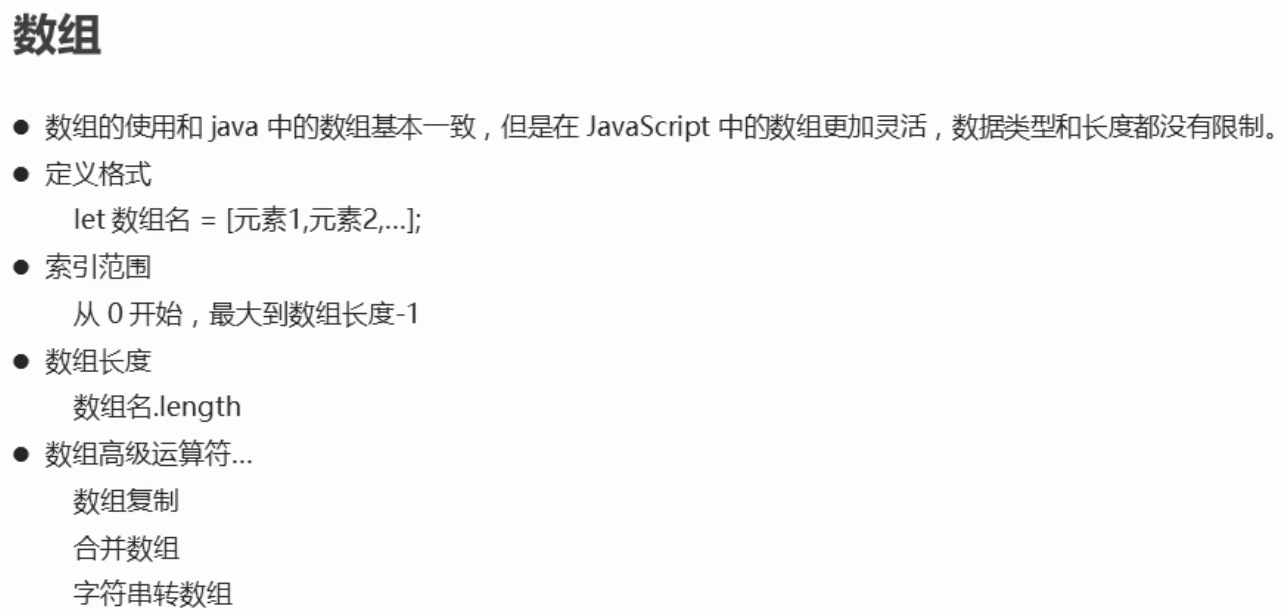 数组
● 数组的使用和 java 中的数组基本一致，但是在 JavaScript 中的数组更加灵活，数据类型和长度都没有限制。
● 定义格式
let 数组名 = [元素1,元素2,...];
● 索引范围
从 0 开始，最大到数组长度-1
● 数组长度
数组名.length
● 数组高级运算符...
数组复制
合并数组
字符串转数组